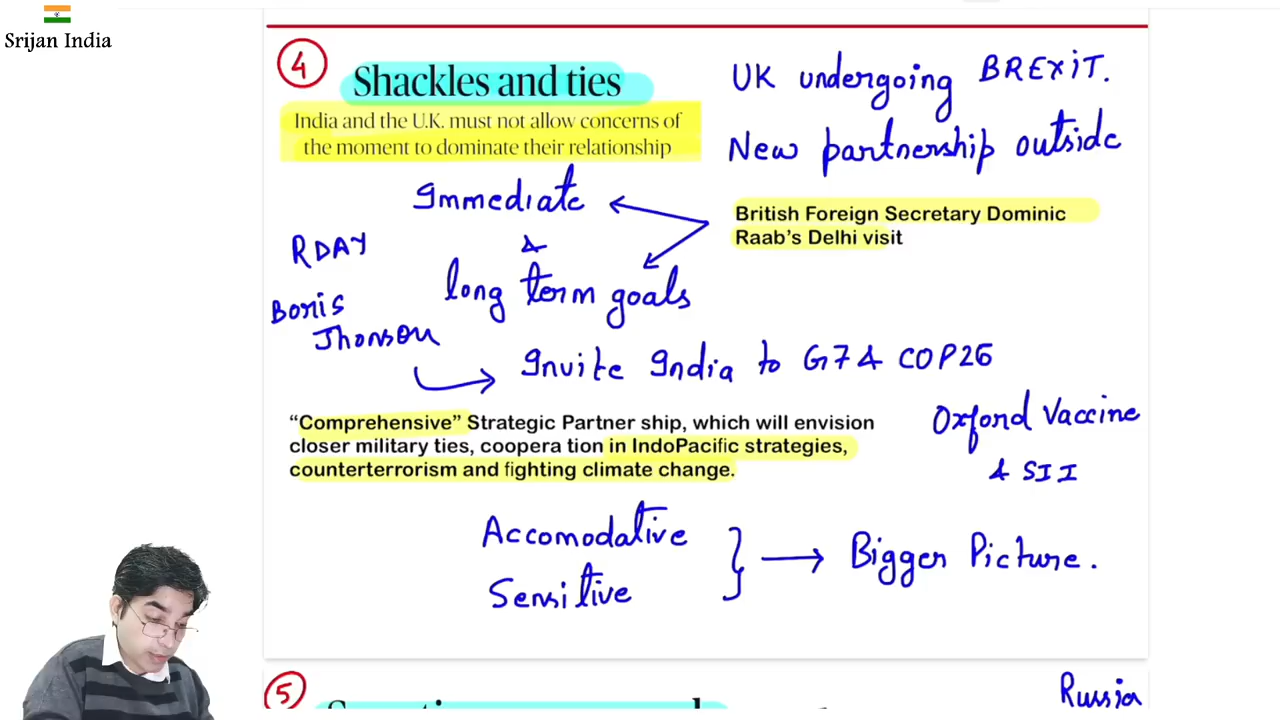 Srijan India
4
Shackles and ties
India and the U.K. must not allow concerns of
the moment to dominate their relationship
UK undergoing BREXIT.
New partnership outside
Immediate
&
long term goals
British Foreign Secretary Dominic
Raab's Delhi visit
R DAY
Boris
Jhonson
Invite India to G7 & COP26
"Comprehensive" Strategic Partner ship, which will envision
closer military ties, coopera tion in IndoPacific strategies,
counterterrorism and fighting climate change.
Oxford Vaccine
& SII
Accomodative
Sensitive
Bigger Picture.
5
Russia